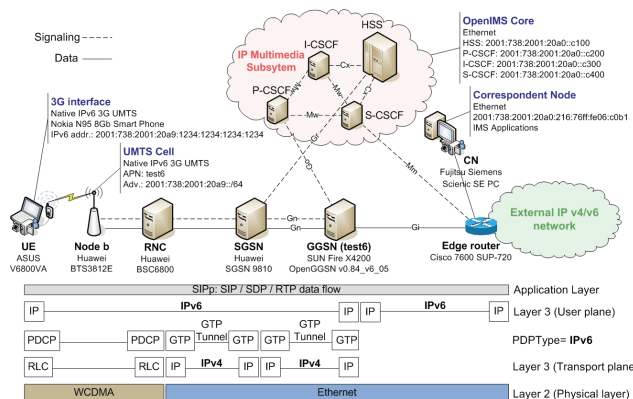 Signaling
Data
HSS
I-CSCF
IP Multimedia
Subsytem
Cx
P-CSCF
Mw
Mw
Cx
S-CSCF
Mw
Gr
Go
Mm
OpenIMS Core
Ethernet
HSS: 2001:738:2001:20a0::c100
P-CSCF: 2001:738:2001:20a0::c200
I-CSCF: 2001:738:2001:20a0::c300
S-CSCF: 2001:738:2001:20a0::c400
Correspondent Node
Ethernet
2001:738:2001:20a0:216:76ff:fe06:c0b1
IMS Applications
CN
Fujitsu Siemens
Scienic SE PC
3G interface
Native IPv6 3G UMTS
Nokia N95 8Gb Smart Phone
IPv6 addr.: 2001:738:2001:20a9:1234:1234:1234:1234
UMTS Cell
Native IPv6 3G UMTS
APN: test6
Adv.: 2001:738:2001:20a9::/64
Gn
Gn
Gi
External IP v4/v6
network
UE
ASUS
V6800VA
Node b
Huawei
BTS3812E
RNC
Huawei
BSC6800
SGSN
Huawei
SGSN 9810
GGSN (test6)
SUN Fire X4200
OpenGGSN v0.84_v6_05
Edge router
Cisco 7600 SUP-720
SIPp: SIP / SDP / RTP data flow
Application Layer
IP IPv6 IP IP IPv6 IP
Layer 3 (User plane)
PDCP PDCP GTP GTP Tunnel GTP GTP GTP Tunnel GTP
PDPType= IPv6
RLC RLC IP IPv4 IP IP IPv4 IP
Layer 3 (Transport plane
WCDMA Ethernet
Layer 2 (Physical layer)